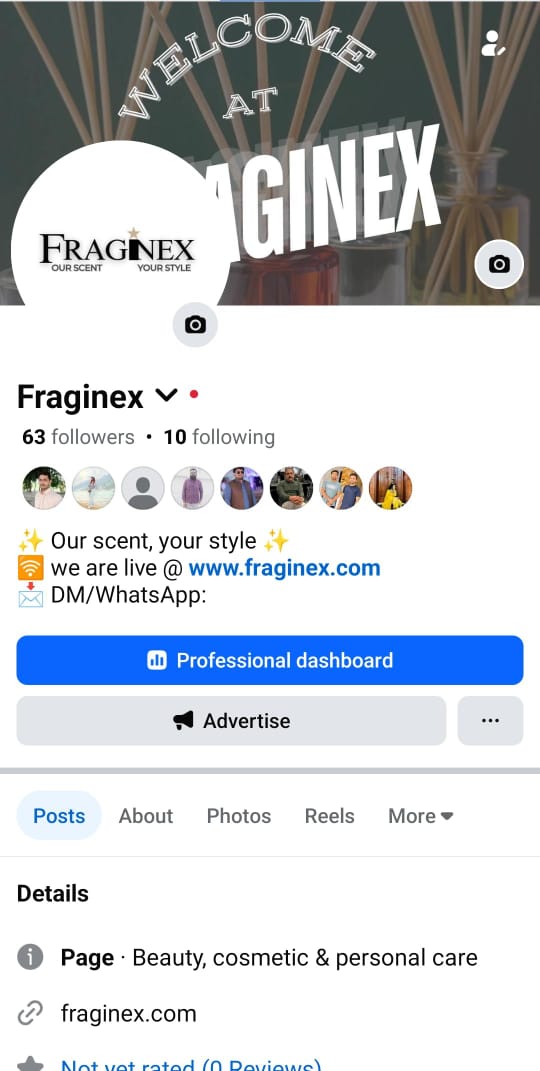 WELCOME
AT
AGINEX
FRAGINEX
OUR SCENT YOUR STYLE
Fraginex
63 followers • 10 following
✨ Our scent, your style ✨
🛜 we are live @ www.fraginex.com
📩 DM/WhatsApp:
Professional dashboard
Advertise
Posts About Photos Reels More
Details
Page · Beauty, cosmetic & personal care
fraginex.com
Not yet rated (0 Reviews)